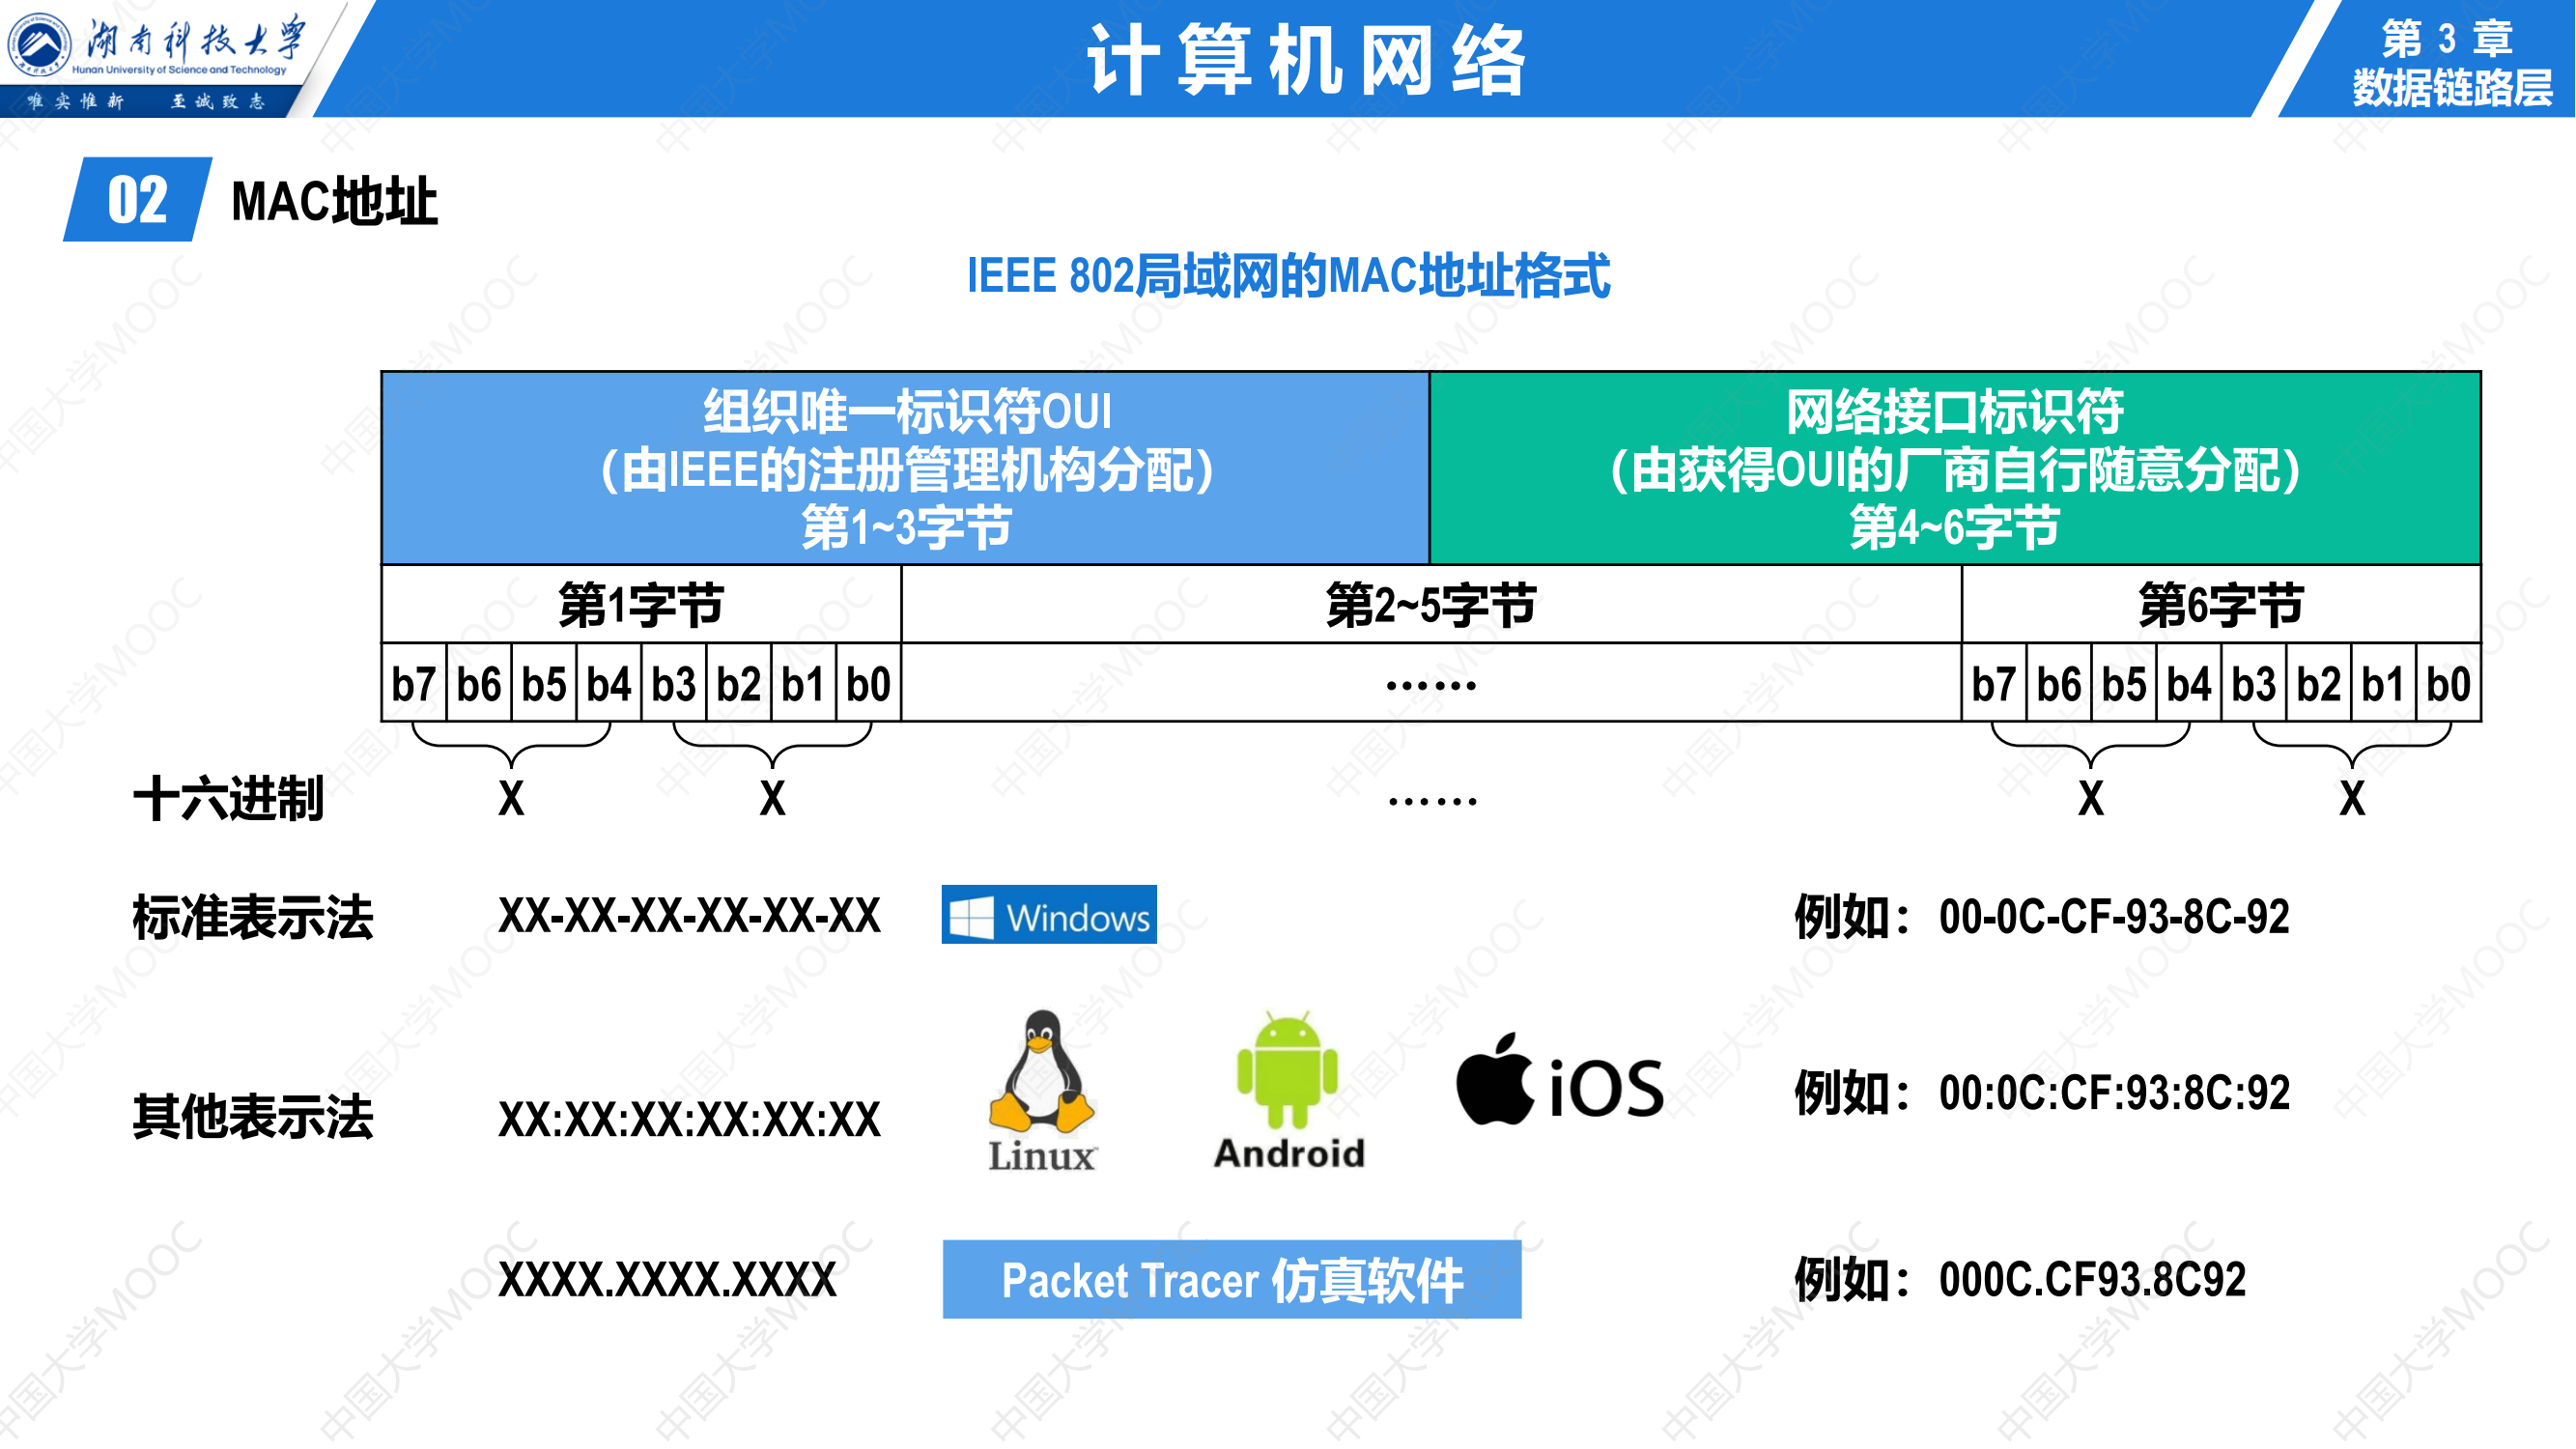 湖南科技大学
Hunan University of Science and Technology
唯实惟新 至诚致志
计算机网络
第 3 章
数据链路层
02 MAC地址
IEEE 802局域网的MAC地址格式
组织唯一标识符OUI
（由IEEE的注册管理机构分配）
第1~3字节
网络接口标识符
（由获得OUI的厂商自行随意分配）
第4~6字节
第1字节 第2~5字节 第6字节
b7 b6 b5 b4 b3 b2 b1 b0 …… b7 b6 b5 b4 b3 b2 b1 b0
十六进制 X X …… X X
标准表示法 XX-XX-XX-XX-XX-XX Windows 例如：00-0C-CF-93-8C-92
其他表示法 XX:XX:XX:XX:XX:XX Linux Android iOS 例如：00:0C:CF:93:8C:92
XXXX.XXXX.XXXX Packet Tracer 仿真软件 例如：000C.CF93.8C92
中国大学MOOC